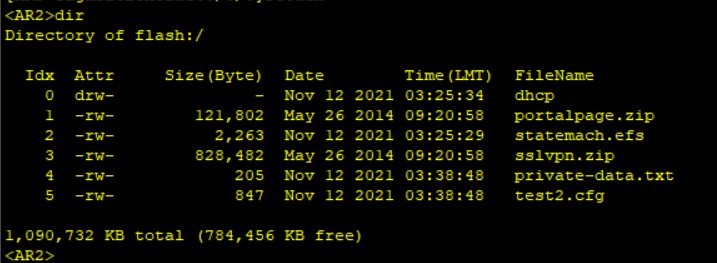 <AR2>dir
Directory of flash:/
Idx Attr Size(Byte) Date Time(LMT) FileName
0 drw- - Nov 12 2021 03:25:34 dhcp
1 -rw- 121,802 May 26 2014 09:20:58 portalpage.zip
2 -rw- 2,263 Nov 12 2021 03:25:29 statemach.efs
3 -rw- 828,482 May 26 2014 09:20:58 sslvpn.zip
4 -rw- 205 Nov 12 2021 03:38:48 private-data.txt
5 -rw- 847 Nov 12 2021 03:38:48 test2.cfg
1,090,732 KB total (784,456 KB free)
<AR2>